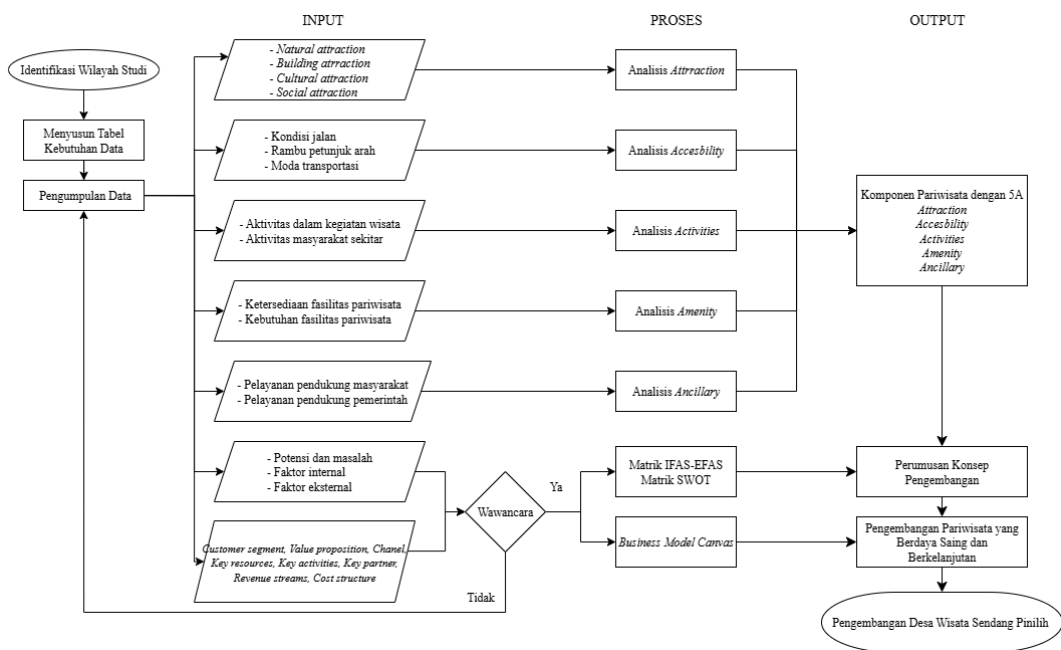 INPUT
PROSES
OUTPUT
Identifikasi Wilayah Studi
Menyusun Tabel
Kebutuhan Data
Pengumpulan Data
- Natural attraction
- Building atrraction
- Cultural attraction
- Social attraction
Analisis Attrraction
- Kondisi jalan
- Rambu petunjuk arah
- Moda transportasi
Analisis Accesbility
- Aktivitas dalam kegiatan wisata
- Aktivitas masyarakat sekitar
Analisis Activities
- Ketersediaan fasilitas pariwisata
- Kebutuhan fasilitas pariwisata
Analisis Amenity
- Pelayanan pendukung masyarakat
- Pelayanan pendukung pemerintah
Analisis Ancillary
Komponen Pariwisata dengan 5A
Attraction
Accesbility
Activities
Amenity
Ancillary
- Potensi dan masalah
- Faktor internal
- Faktor eksternal
Customer segment, Value proposition, Chanel,
Key resources, Key activities, Key partner,
Revenue streams, Cost structure
Wawancara
Ya
Tidak
Matrik IFAS-EFAS
Matrik SWOT
Business Model Canvas
Perumusan Konsep
Pengembangan
Pengembangan Pariwisata yang
Berdaya Saing dan
Berkelanjutan
Pengembangan Desa Wisata Sendang Pinilih